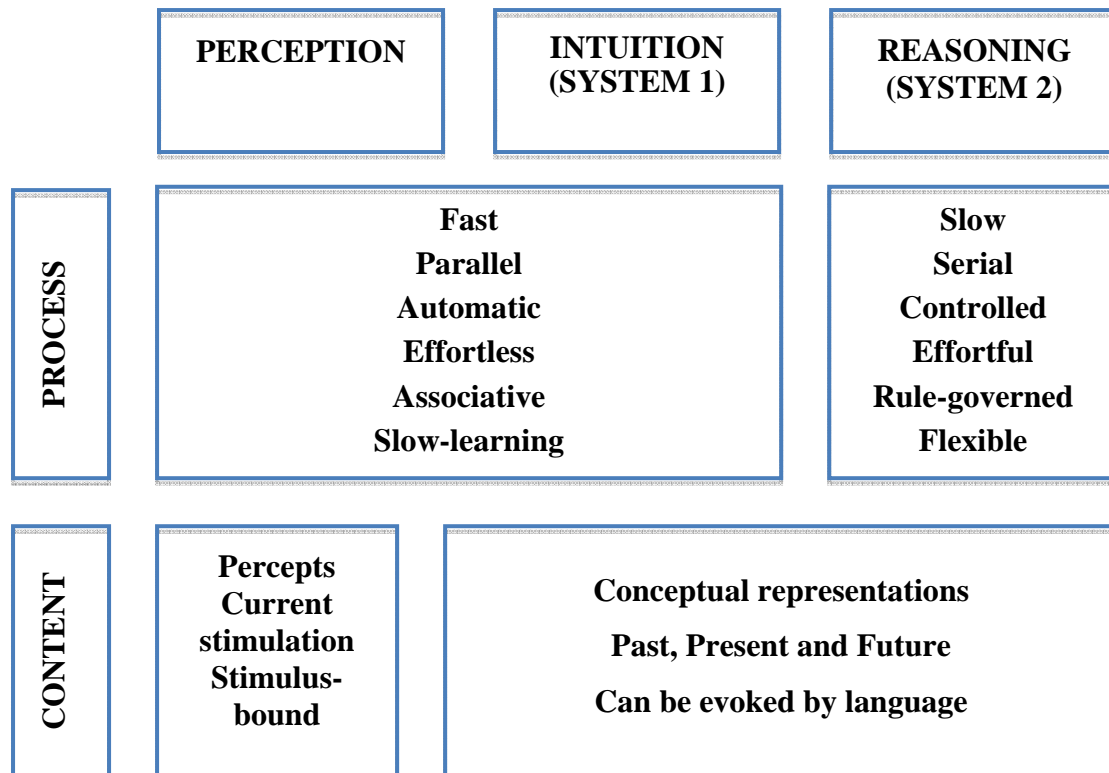 PERCEPTION
INTUITION
(SYSTEM 1)
REASONING
(SYSTEM 2)
PROCESS
Fast
Parallel
Automatic
Effortless
Associative
Slow-learning
Slow
Serial
Controlled
Effortful
Rule-governed
Flexible
CONTENT
Percepts
Current
stimulation
Stimulus-
bound
Conceptual representations
Past, Present and Future
Can be evoked by language